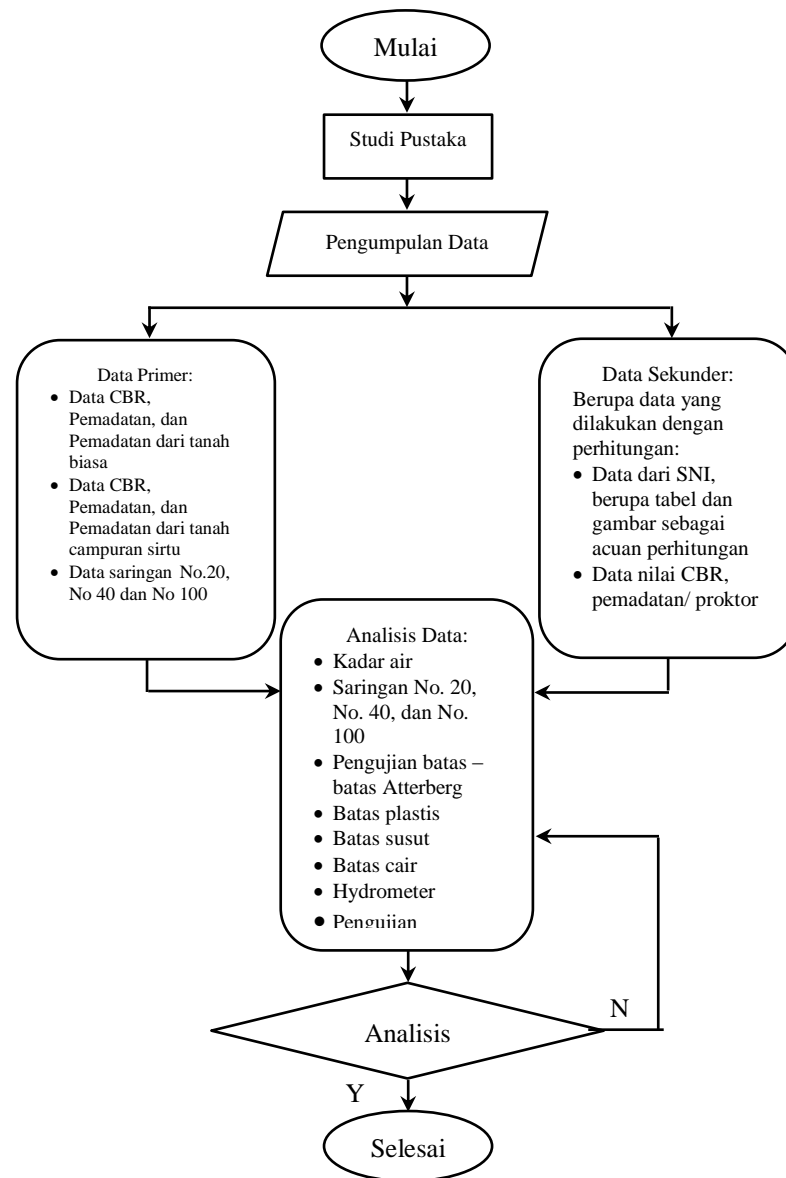 Mulai
Studi Pustaka
Pengumpulan Data
Data Primer:
• Data CBR,
Pemadatan, dan
Pemadatan dari tanah
biasa
• Data CBR,
Pemadatan, dan
Pemadatan dari tanah
campuran sirtu
• Data saringan No.20,
No 40 dan No 100
Data Sekunder:
Berupa data yang
dilakukan dengan
perhitungan:
• Data dari SNI,
berupa tabel dan
gambar sebagai
acuan perhitungan
• Data nilai CBR,
pemadatan/ proktor
Analisis Data:
• Kadar air
• Saringan No. 20,
No. 40, dan No.
100
• Pengujian batas –
batas Atterberg
• Batas plastis
• Batas susut
• Batas cair
• Hydrometer
• Pengujian
Analisis
N
Y
Selesai